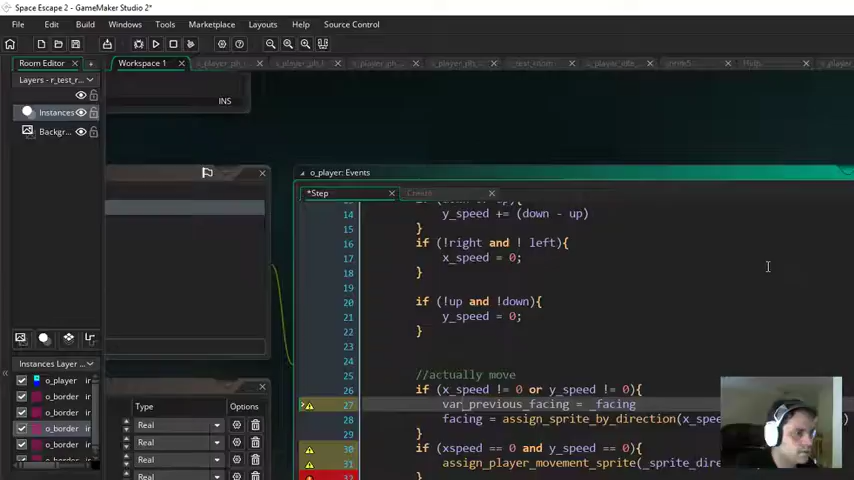 Space Escape 2 - GameMaker Studio 2*
File Edit Build Windows Tools Marketplace Layouts Help Source Control
Room Editor
Workspace 1
Layers - r_test_r...
INS
Instances
Backgr...
o_player: Events
*Step
Create
14 y_speed += (down - up)
15 }
16 if (!right and ! left){
17 x_speed = 0;
18 }
19
20 if (!up and !down){
21 y_speed = 0;
22 }
23
24
25 //actually move
26 if (x_speed != 0 or y_speed != 0){
27 var_previous_facing = _facing
28 facing = assign_sprite_by_direction(x_spe
29 }
30 if (xspeed == 0 and y_speed == 0){
31 assign_player_movement_sprite(_sprite_dire
32 }
Instances Layer ...
o_player
o_border
o_border
o_border
o_border
Type Options
Real
Real
Real
Real